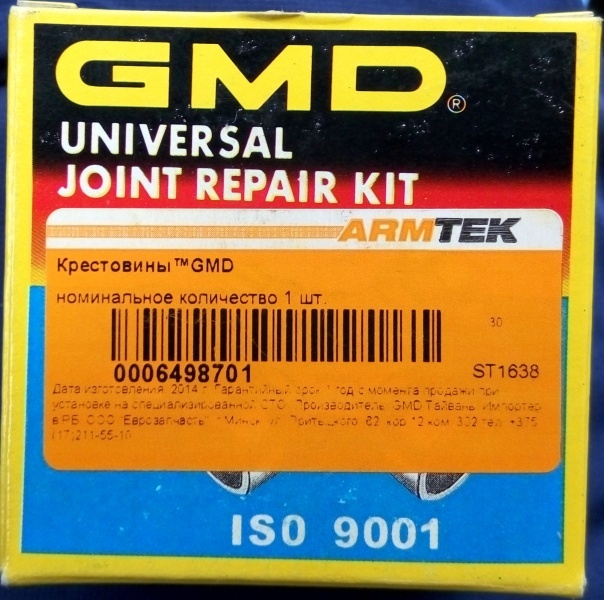 GMD®
UNIVERSAL
JOINT REPAIR KIT
ARMTEK
Крестовины™GMD
номинальное количество 1 шт.
30
0006498701
ST1638
Дата изготовления: 2014 г. Гарантийный срок 1 год с момента продажи при
установке на специализированной СТО. Производитель: GMD Тайвань. Импортер
в РБ: ООО "Еврозапчасть" г.Минск ул. Притыцкого, 62, кор.12 ком. 302 тел. +375
(17)211-55-10
ISO 9001